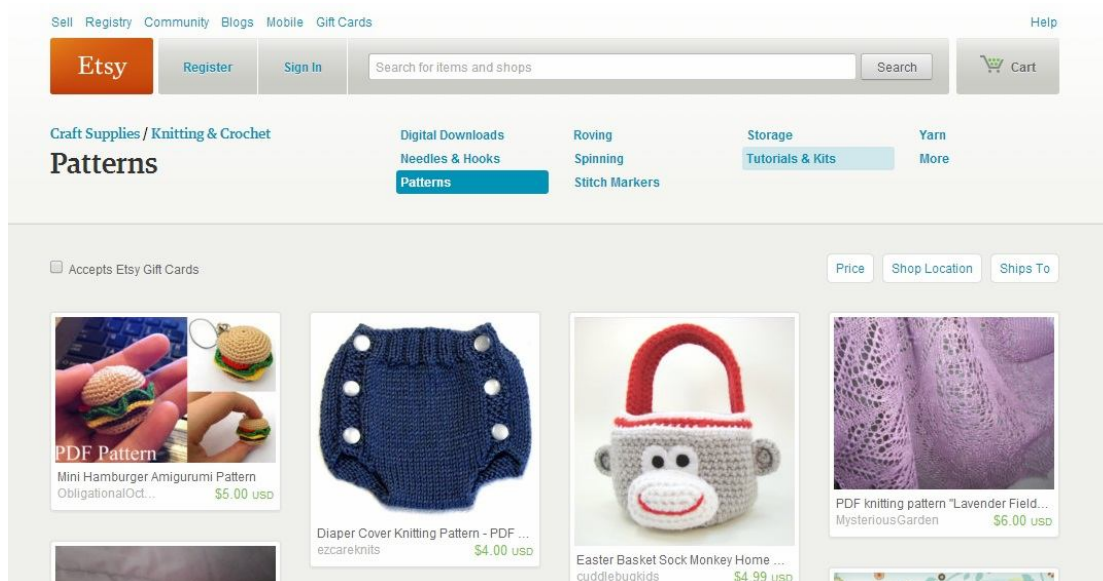 Sell Registry Community Blogs Mobile Gift Cards Help
Etsy Register Sign In Search for items and shops Search Cart
Craft Supplies / Knitting & Crochet
Patterns
Digital Downloads Roving Storage Yarn
Needles & Hooks Spinning Tutorials & Kits More
Patterns Stitch Markers
Accepts Etsy Gift Cards Price Shop Location Ships To
PDF Pattern
Mini Hamburger Amigurumi Pattern
ObligationalOct... $5.00 USD
Diaper Cover Knitting Pattern - PDF ...
ezcareknits $4.00 USD
Easter Basket Sock Monkey Home ...
cuddlebugkids $4.99 USD
PDF knitting pattern "Lavender Field...
MysteriousGarden $6.00 USD